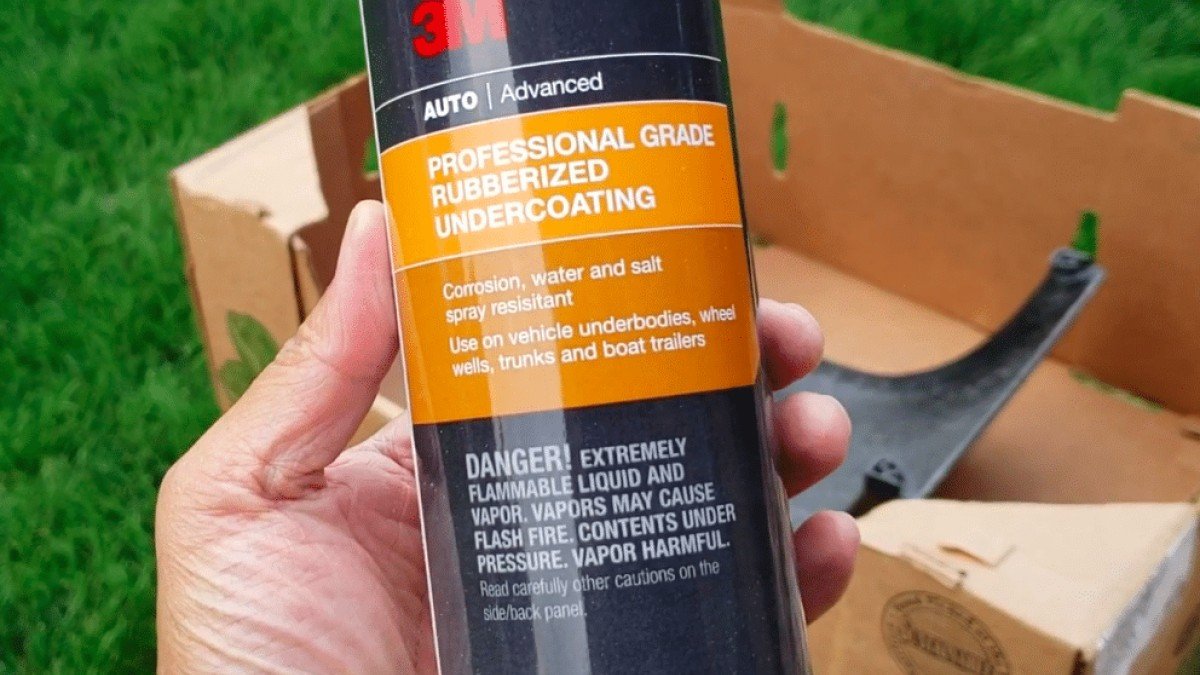 3M
AUTO | Advanced
PROFESSIONAL GRADE
RUBBERIZED
UNDERCOATING
Corrosion, water and salt
spray resisitant
Use on vehicle underbodies, wheel
wells, trunks and boat trailers
DANGER! EXTREMELY
FLAMMABLE LIQUID AND
VAPOR. VAPORS MAY CAUSE
FLASH FIRE. CONTENTS UNDER
PRESSURE. VAPOR HARMFUL.
Read carefully other cautions on the
side/back panel.